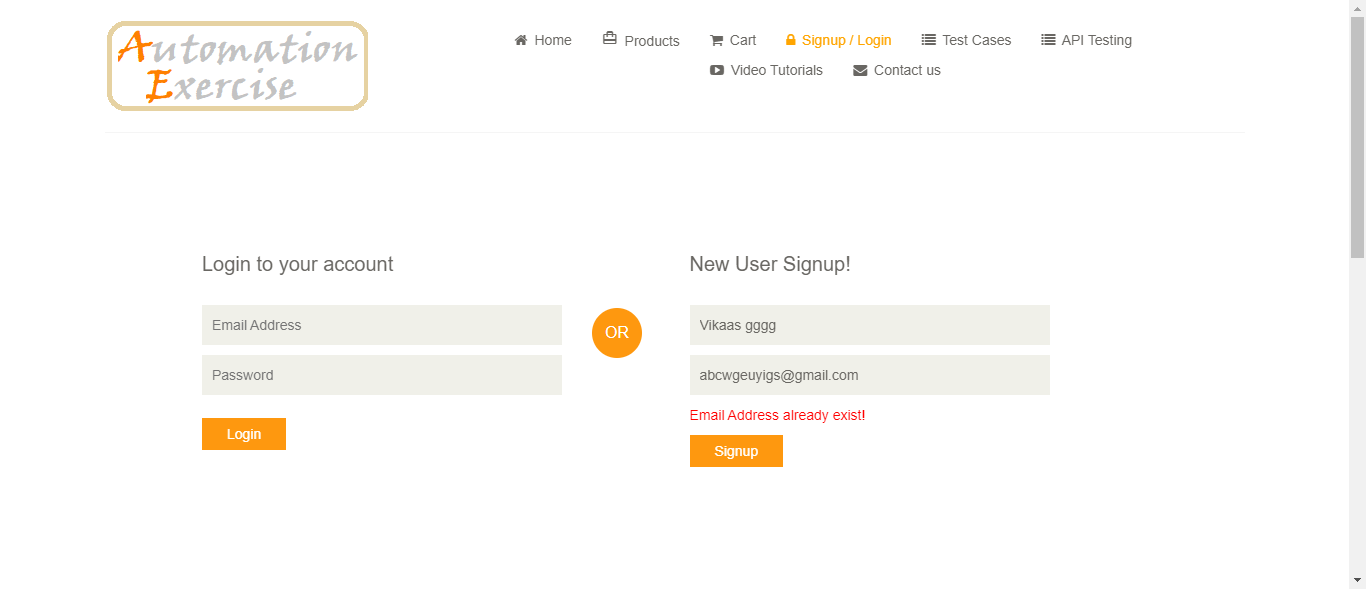 Automation
Exercise
Home Products Cart Signup / Login Test Cases API Testing
Video Tutorials Contact us
Login to your account
Email Address
Password
Login
OR
New User Signup!
Vikaas gggg
abcwgeuyigs@gmail.com
Email Address already exist!
Signup